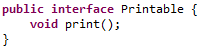 public interface Printable {
    void print();
}